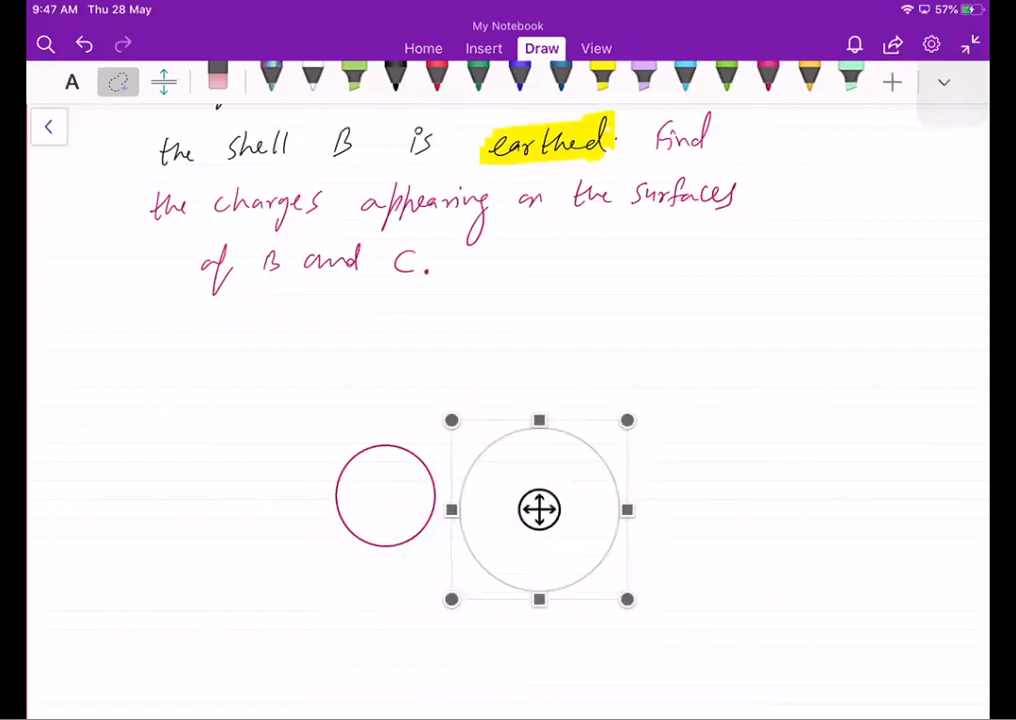 9:47 AM Thu 28 May
57%
My Notebook
Home Insert Draw View
A
the shell B is earthed. Find
the charges appearing on the surfaces
of B and C.